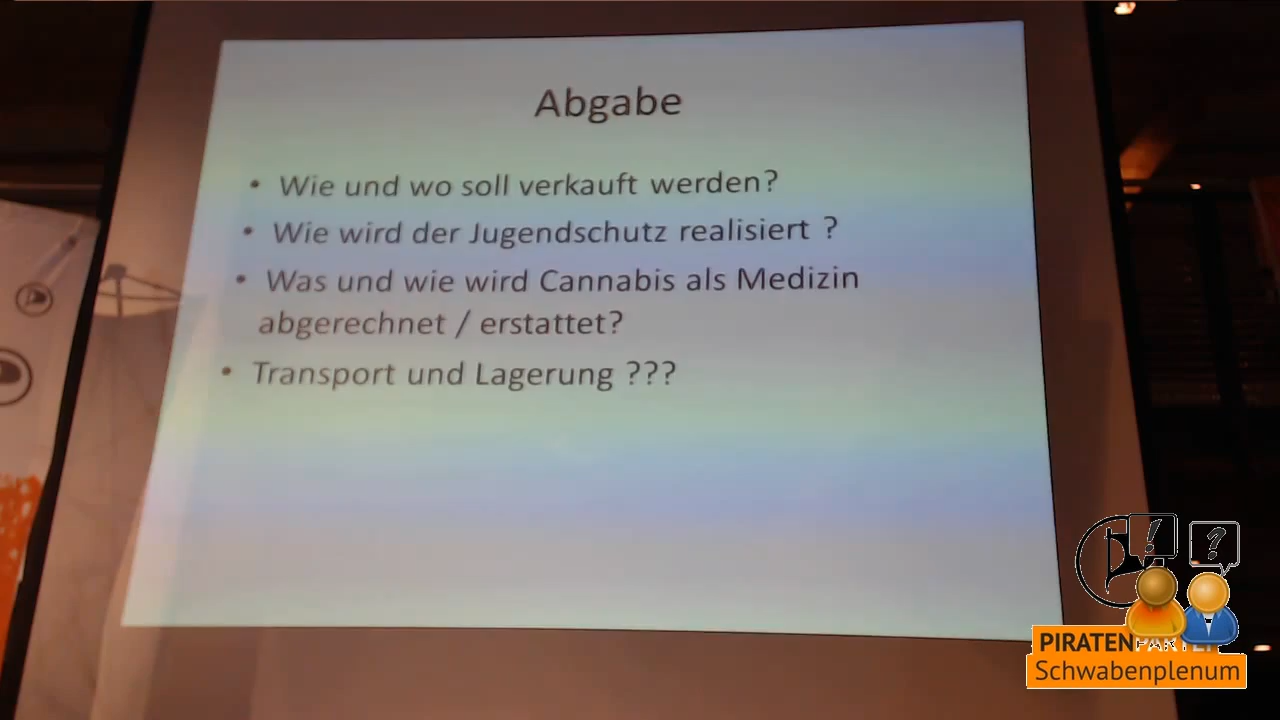 Abgabe
• Wie und wo soll verkauft werden?
• Wie wird der Jugendschutz realisiert ?
• Was und wie wird Cannabis als Medizin
abgerechnet / erstattet?
• Transport und Lagerung ???
! ?
PIRATENPARTEI
Schwabenplenum